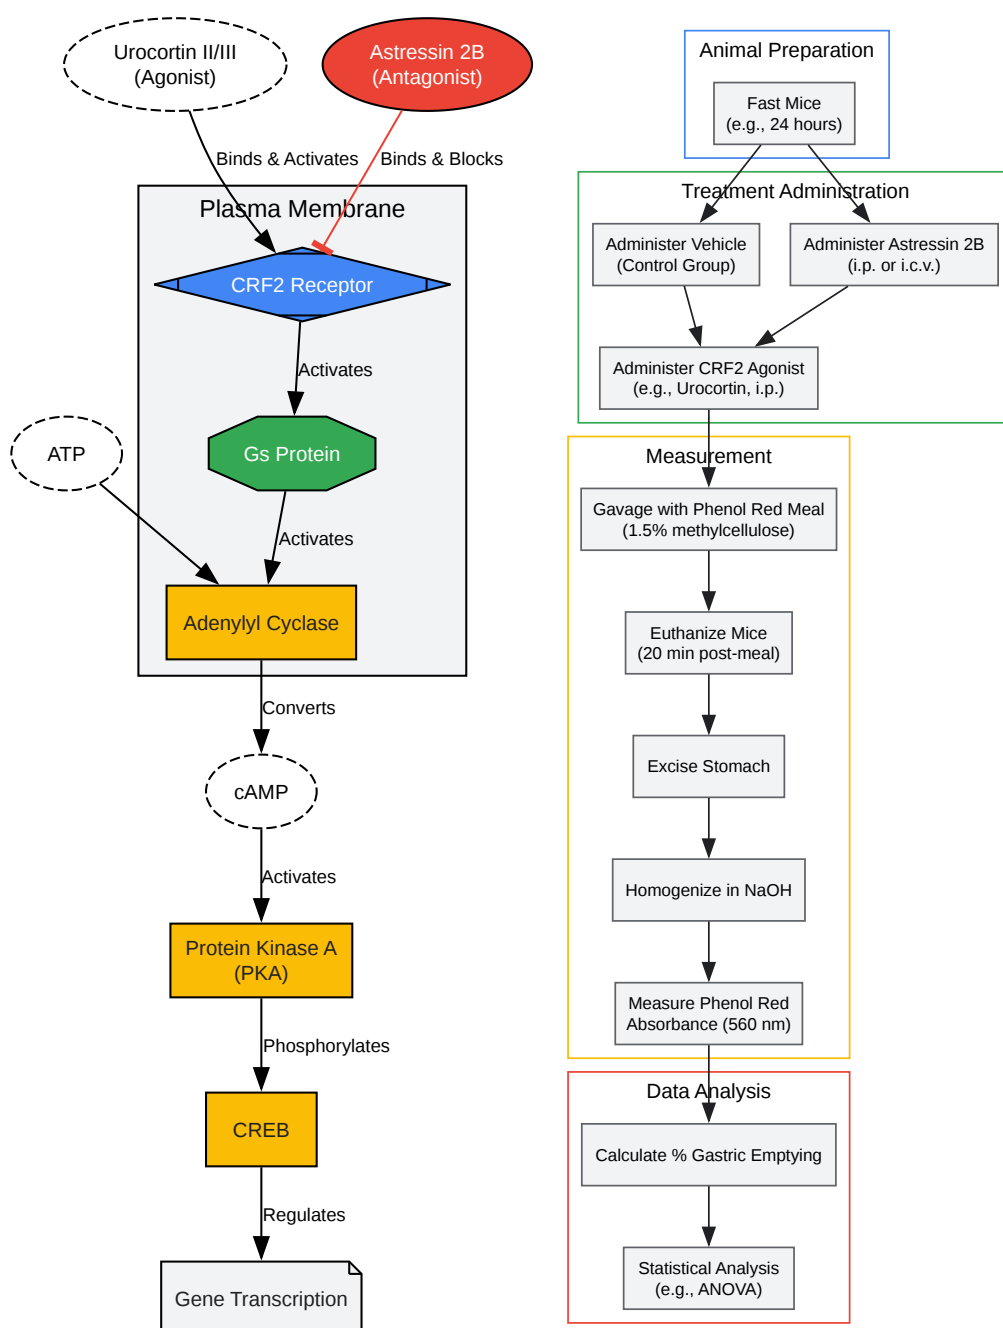 Urocortin II/III
(Agonist)
Astressin 2B
(Antagonist)
Binds & Activates
Binds & Blocks
Plasma Membrane
CRF2 Receptor
Activates
Gs Protein
ATP
Activates
Adenylyl Cyclase
Converts
cAMP
Activates
Protein Kinase A
(PKA)
Phosphorylates
CREB
Regulates
Gene Transcription
Animal Preparation
Fast Mice
(e.g., 24 hours)
Treatment Administration
Administer Vehicle
(Control Group)
Administer Astressin 2B
(i.p. or i.c.v.)
Administer CRF2 Agonist
(e.g., Urocortin, i.p.)
Measurement
Gavage with Phenol Red Meal
(1.5% methylcellulose)
Euthanize Mice
(20 min post-meal)
Excise Stomach
Homogenize in NaOH
Measure Phenol Red
Absorbance (560 nm)
Data Analysis
Calculate % Gastric Emptying
Statistical Analysis
(e.g., ANOVA)